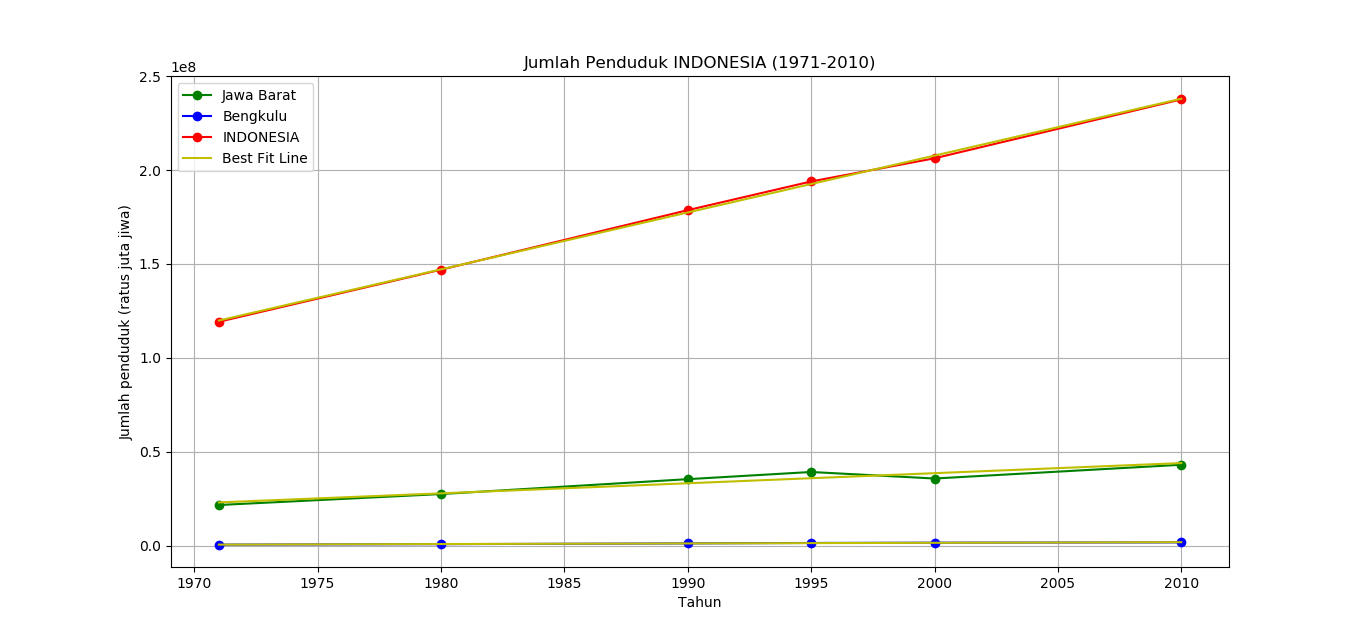 Jumlah Penduduk INDONESIA (1971-2010)
1e8
2.5
2.0
1.5
1.0
0.5
0.0
Jumlah penduduk (ratus juta jiwa)
Jawa Barat
Bengkulu
INDONESIA
Best Fit Line
1970 1975 1980 1985 1990 1995 2000 2005 2010
Tahun